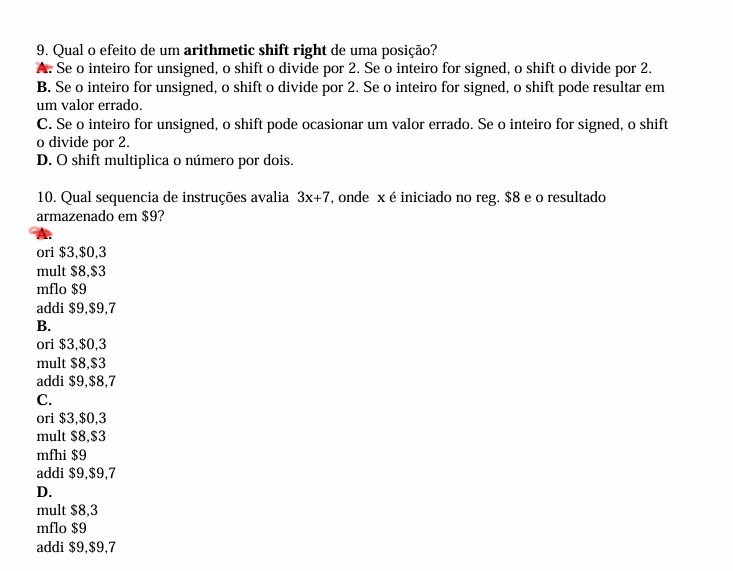 9. Qual o efeito de um arithmetic shift right de uma posição?
A. Se o inteiro for unsigned, o shift o divide por 2. Se o inteiro for signed, o shift o divide por 2.
B. Se o inteiro for unsigned, o shift o divide por 2. Se o inteiro for signed, o shift pode resultar em
um valor errado.
C. Se o inteiro for unsigned, o shift pode ocasionar um valor errado. Se o inteiro for signed, o shift
o divide por 2.
D. O shift multiplica o número por dois.
10. Qual sequencia de instruções avalia 3x+7, onde x é iniciado no reg. $8 e o resultado
armazenado em $9?
A.
ori $3,$0,3
mult $8,$3
mflo $9
addi $9,$9,7
B.
ori $3,$0,3
mult $8,$3
addi $9,$8,7
C.
ori $3,$0,3
mult $8,$3
mfhi $9
addi $9,$9,7
D.
mult $8,3
mflo $9
addi $9,$9,7